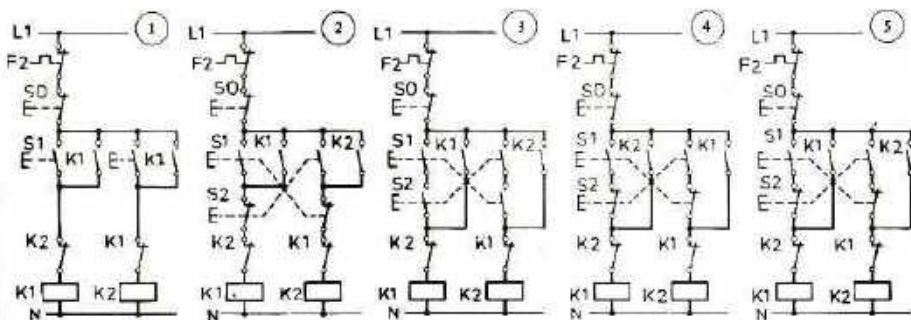 L1 1 L1 2 L1 3 L1 4 L1 5
F2 F2 F2 F2 F2
S0 S0 S0 S0 S0
S1 K1 K1 S1 K1 K2 S1 K1 K2 S1 K2 K1 S1 K1 K2
S2 S2 S2 S2
K2 K1 K2 K1 K2 K1 K2 K1 K2 K1
K1 K2 K1 K2 K1 K2 K1 K2 K1 K2
N N N N N